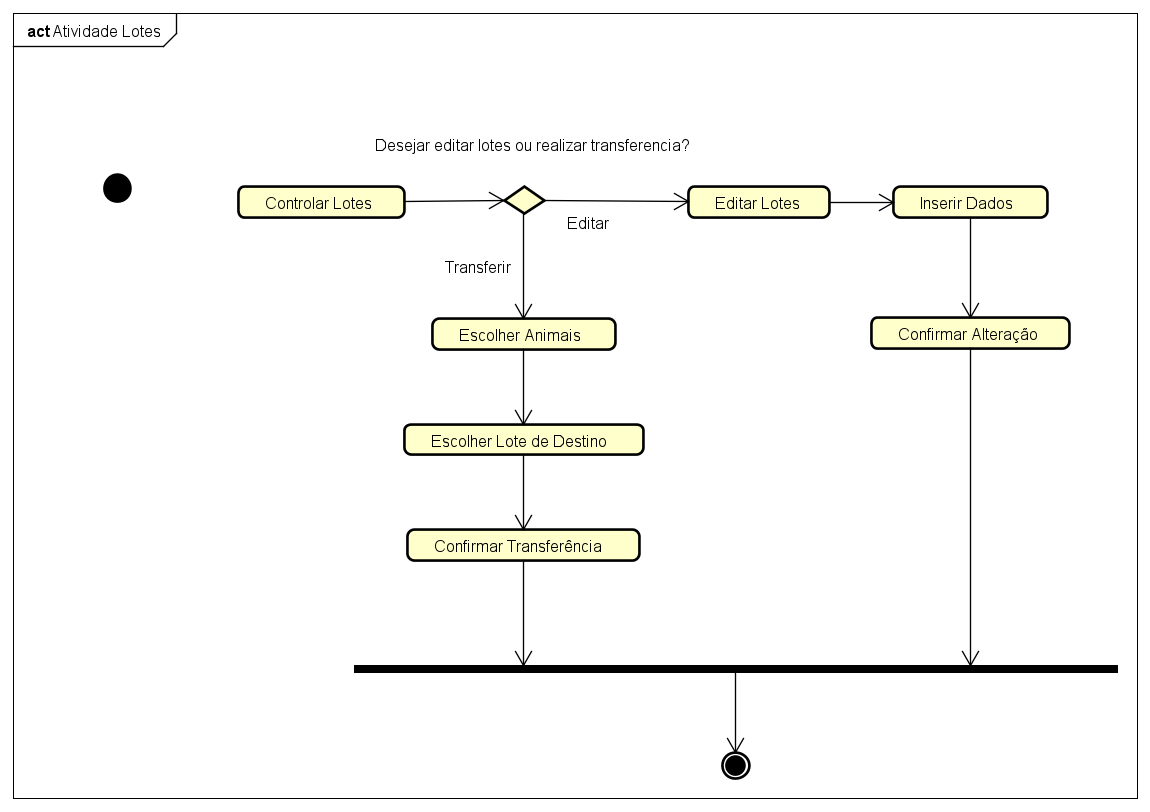 act Atividade Lotes
Desejar editar lotes ou realizar transferencia?
Controlar Lotes
Editar Lotes
Inserir Dados
Editar
Transferir
Escolher Animais
Confirmar Alteração
Escolher Lote de Destino
Confirmar Transferência